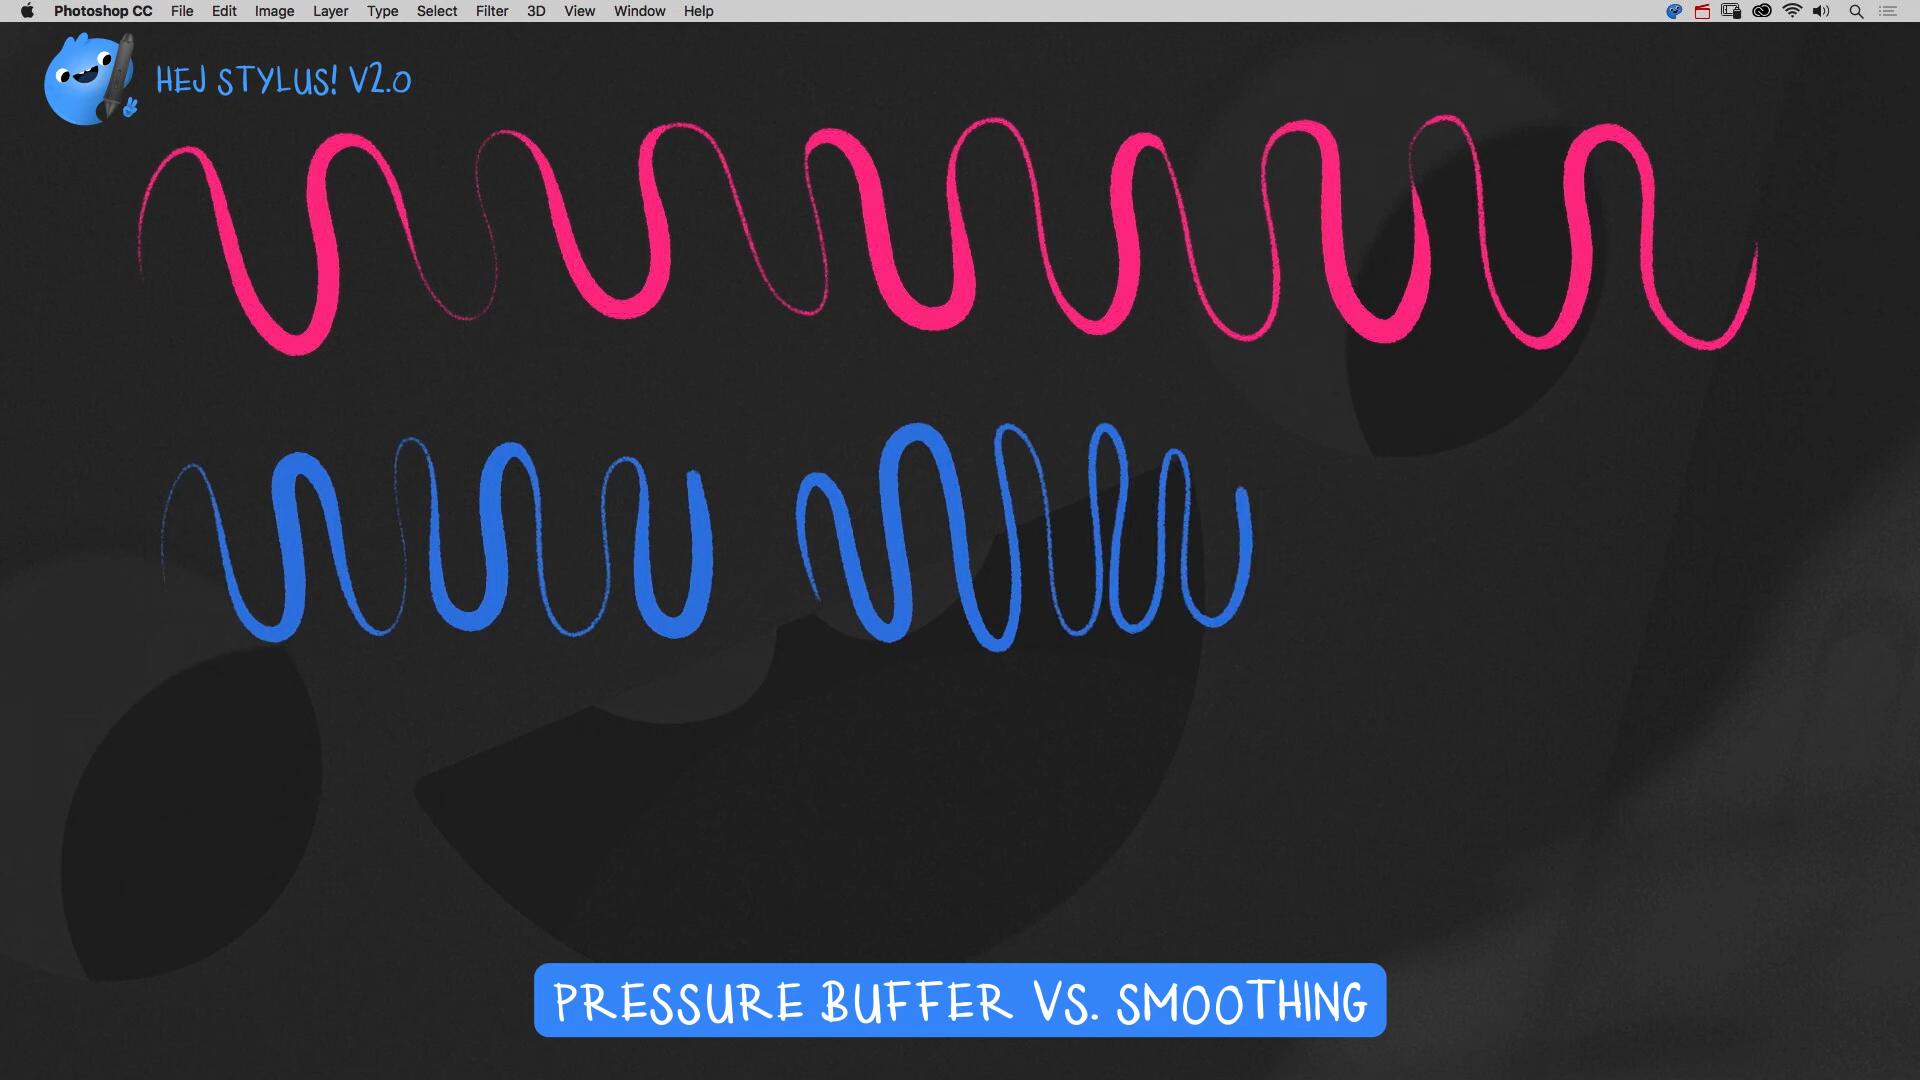 Photoshop CC File Edit Image Layer Type Select Filter 3D View Window Help
HEJ STYLUS! V2.0
PRESSURE BUFFER VS. SMOOTHING